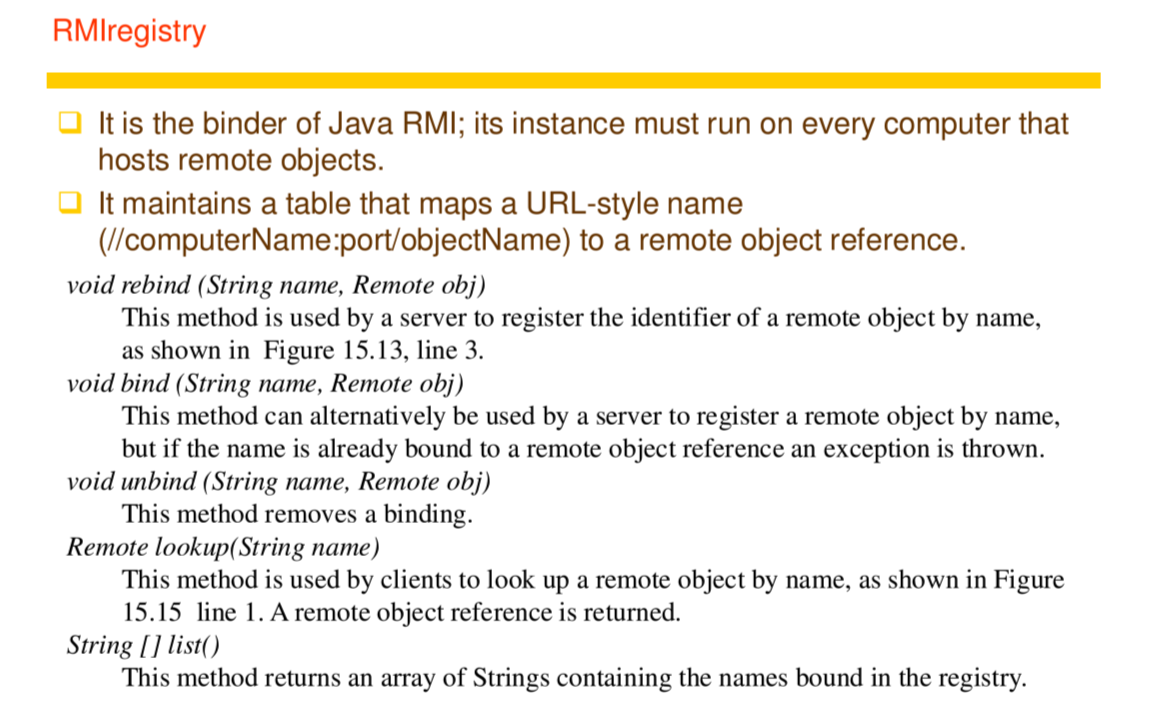 RMIregistry
It is the binder of Java RMI; its instance must run on every computer that
hosts remote objects.
It maintains a table that maps a URL-style name
(//computerName:port/objectName) to a remote object reference.
void rebind (String name, Remote obj)
This method is used by a server to register the identifier of a remote object by name,
as shown in Figure 15.13, line 3.
void bind (String name, Remote obj)
This method can alternatively be used by a server to register a remote object by name,
but if the name is already bound to a remote object reference an exception is thrown.
void unbind (String name, Remote obj)
This method removes a binding.
Remote lookup(String name)
This method is used by clients to look up a remote object by name, as shown in Figure
15.15 line 1. A remote object reference is returned.
String [] list()
This method returns an array of Strings containing the names bound in the registry.